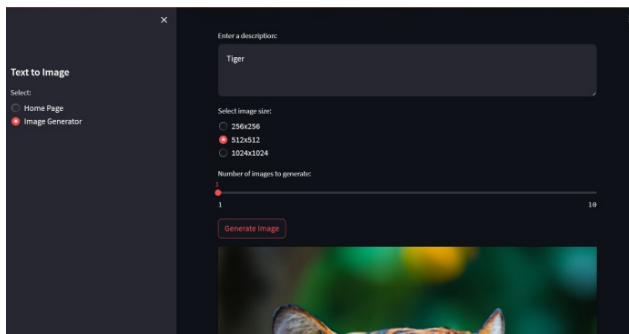 Text to Image
Select:
Home Page
Image Generator
Enter a description:
Tiger
Select image size:
256x256
512x512
1024x1024
Number of images to generate:
1
1
10
Generate Image